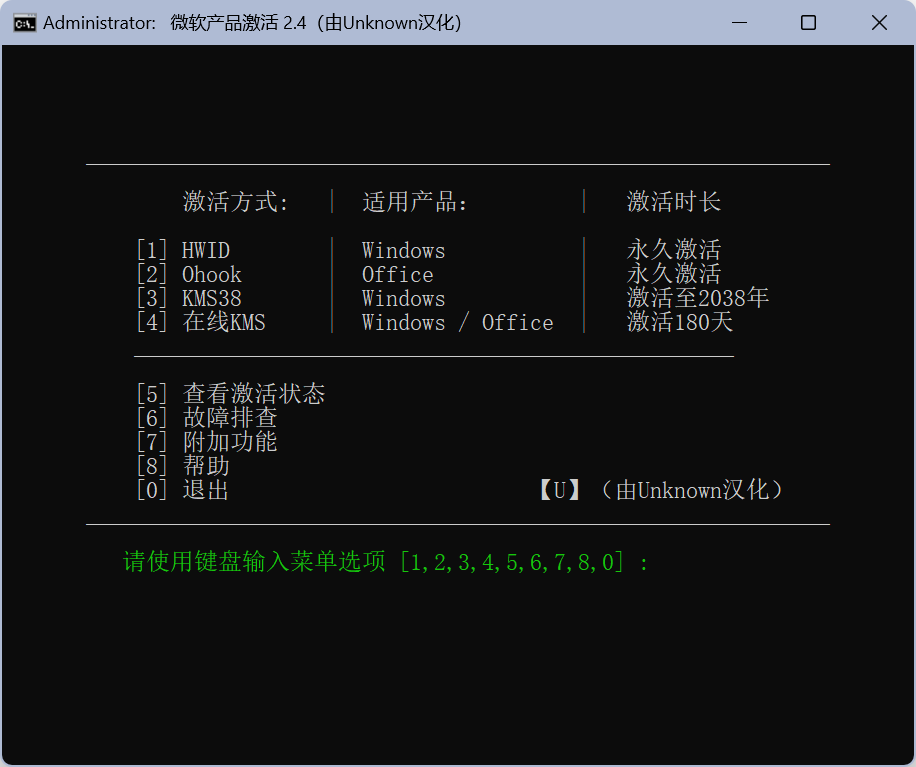 Administrator: 微软产品激活 2.4（由Unknown汉化）
激活方式: | 适用产品: | 激活时长
[1] HWID | Windows | 永久激活
[2] Ohook | Office | 永久激活
[3] KMS38 | Windows | 激活至2038年
[4] 在线KMS | Windows / Office | 激活180天
[5] 查看激活状态
[6] 故障排查
[7] 附加功能
[8] 帮助
[0] 退出 【U】（由Unknown汉化）
请使用键盘输入菜单选项 [1,2,3,4,5,6,7,8,0] :